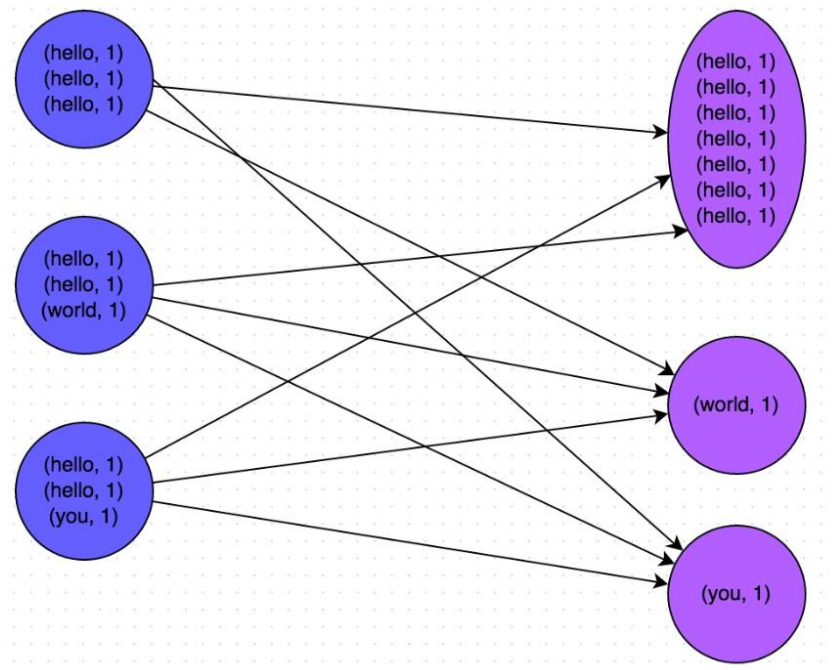 (hello, 1)
(hello, 1)
(hello, 1)
(hello, 1)
(hello, 1)
(world, 1)
(hello, 1)
(hello, 1)
(you, 1)
(hello, 1)
(hello, 1)
(hello, 1)
(hello, 1)
(hello, 1)
(hello, 1)
(hello, 1)
(world, 1)
(you, 1)